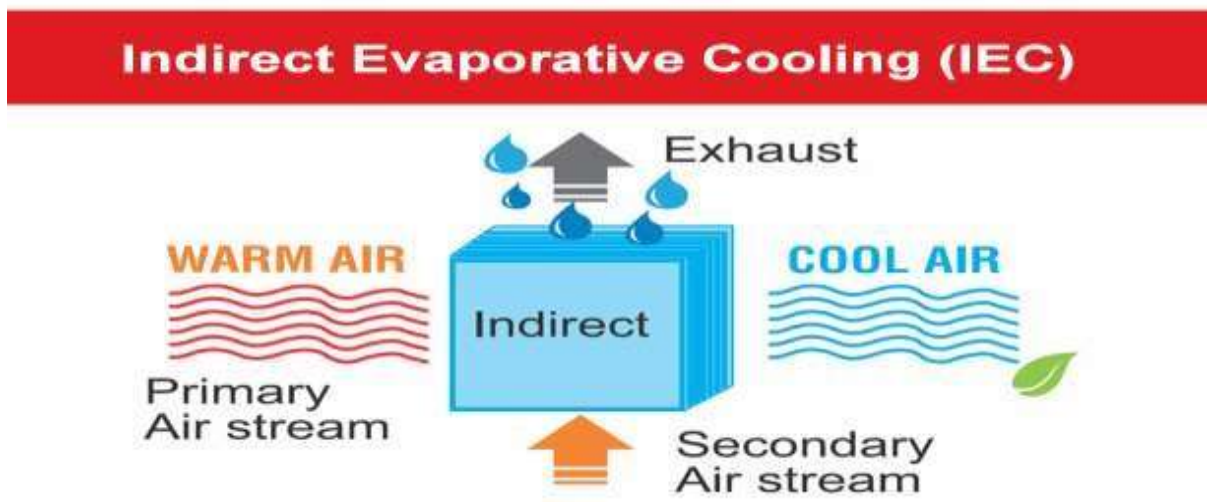 Indirect Evaporative Cooling (IEC)
Exhaust
WARM AIR
COOL AIR
Indirect
Primary
Air stream
Secondary
Air stream